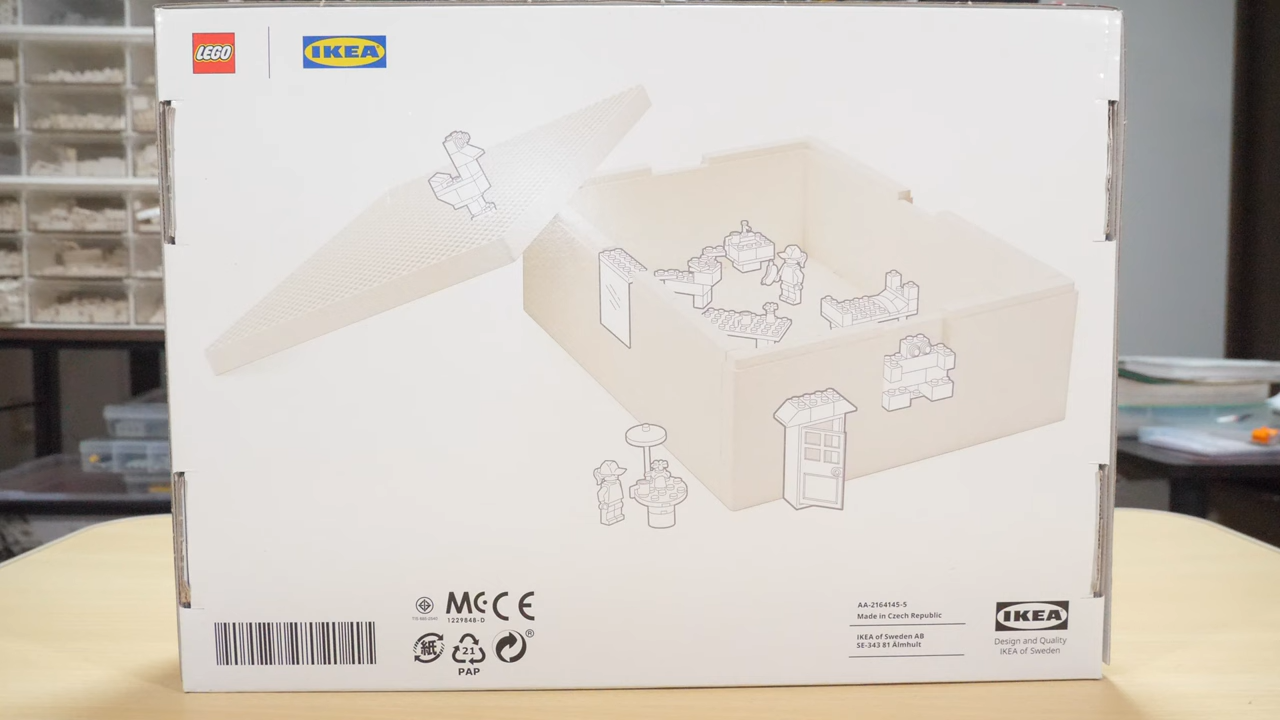 LEGO
IKEA
MC CE
1229848-D
紙
21
PAP
®
AA-2164145-5
Made in Czech Republic
IKEA of Sweden AB
SE-343 81 Älmhult
IKEA
Design and Quality
IKEA of Sweden